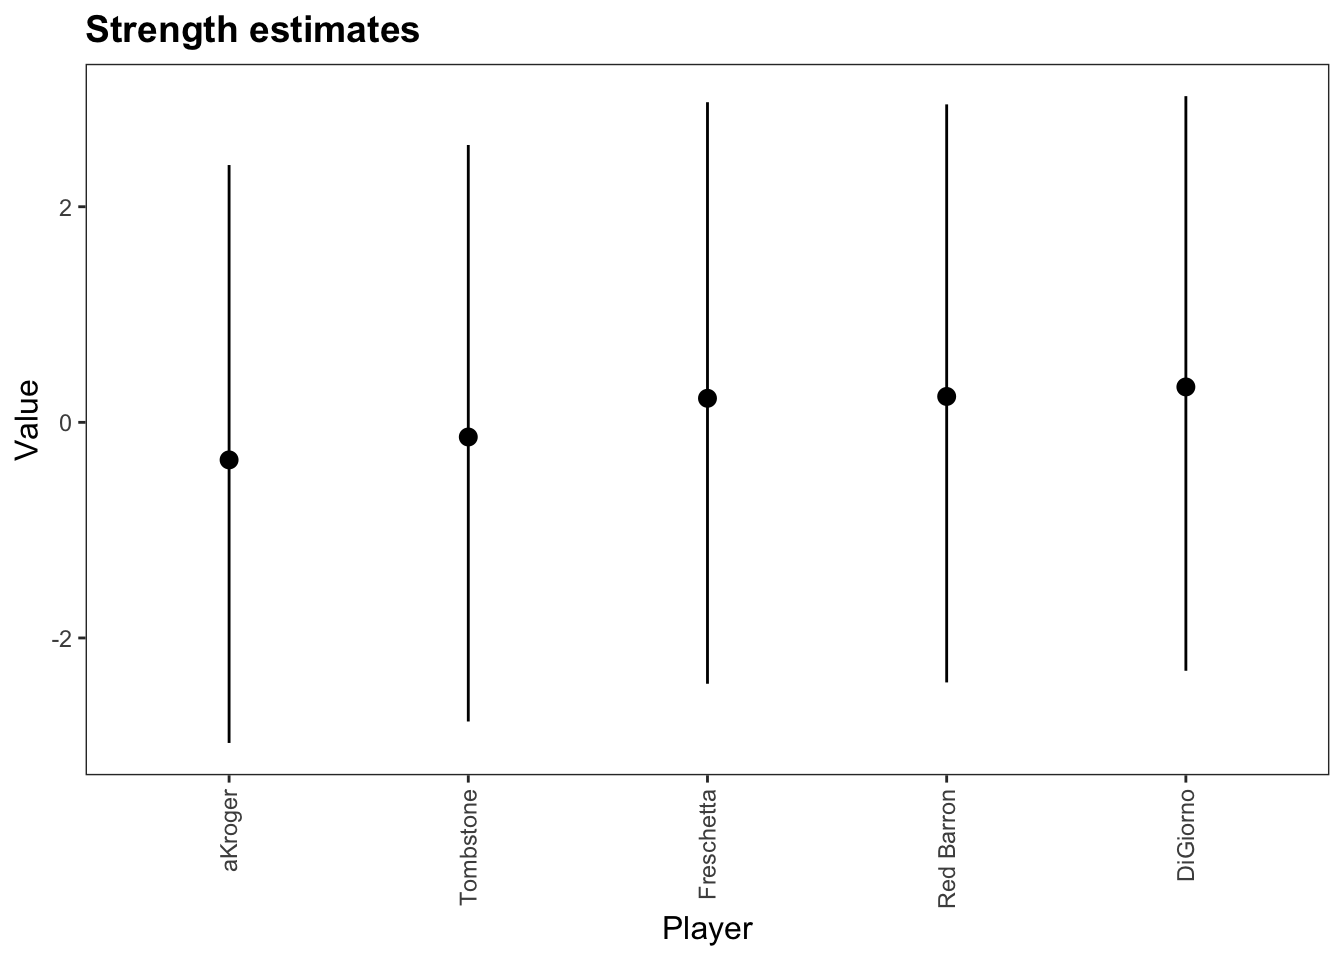 Strength estimates
Value
2
0
-2
aKroger
Tombstone
Freschetta
Red Barron
DiGiorno
Player